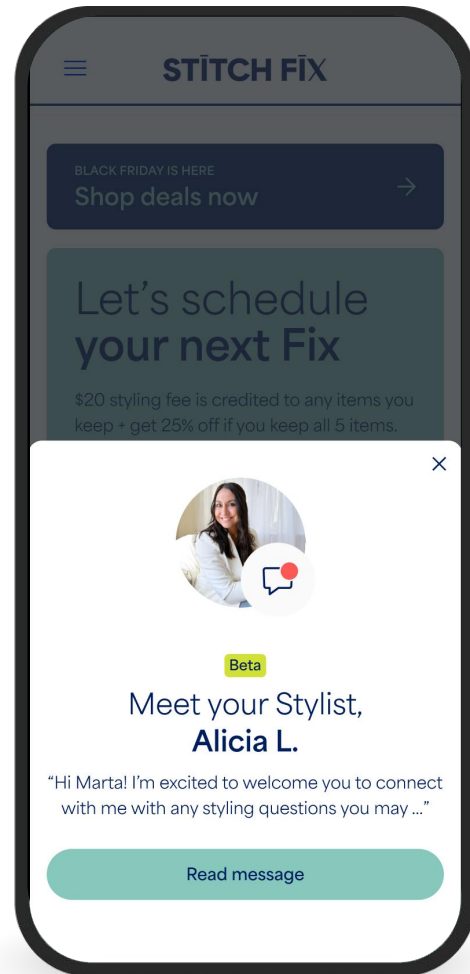 STĪTCH FĪX
BLACK FRIDAY IS HERE
Shop deals now
Let's schedule
your next Fix
$20 styling fee is credited to any items you
keep + get 25% off if you keep all 5 items.
Beta
Meet your Stylist,
Alicia L.
“Hi Marta! I'm excited to welcome you to connect
with me with any styling questions you may ...”
Read message